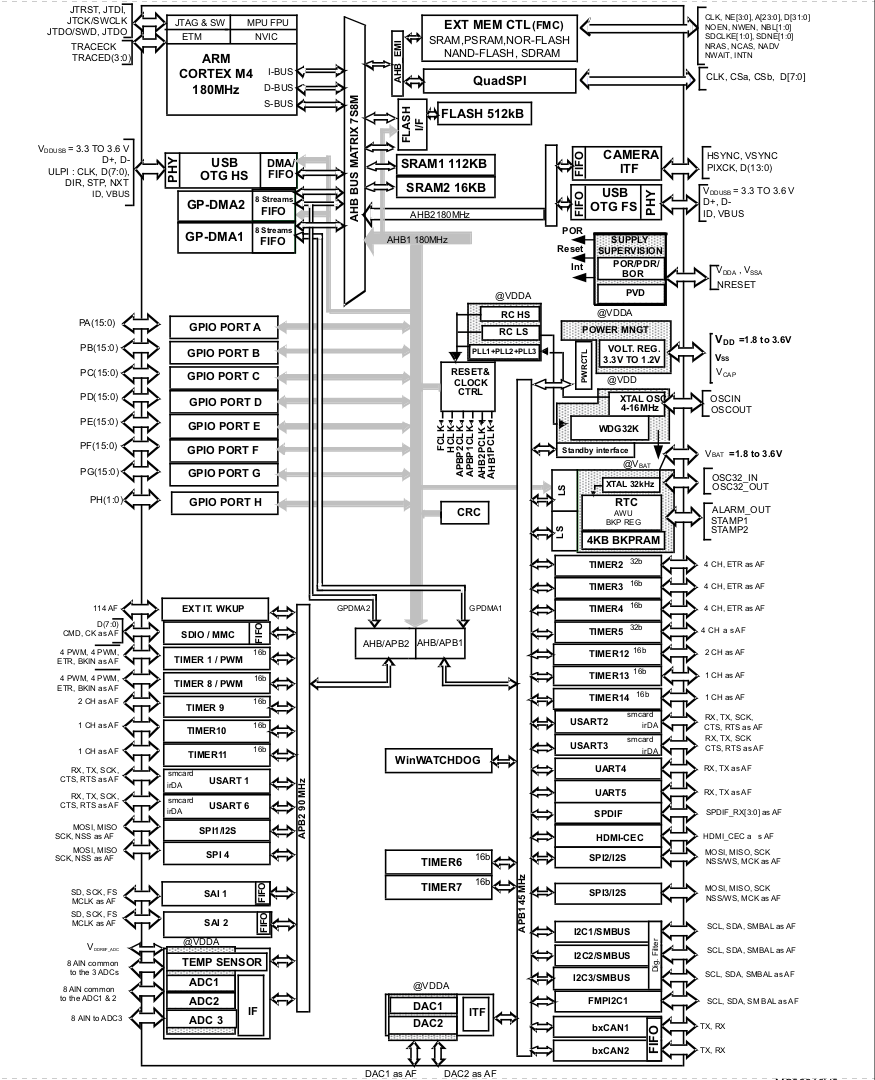 JTRST, JTDI,
JTCK/SWCLK
JTDO/SWD, JTDO
TRACECK
TRACED(3:0)
JTAG & SW
MPU FPU
ETM
NVIC
ARM
CORTEX M4
180MHz
I-BUS
D-BUS
S-BUS
AHB BUS MATRIX 7S8M
AHB EMI
EXT MEM CTL (FMC)
SRAM,PSRAM,NOR-FLASH
NAND-FLASH, SDRAM
QuadSPI
CLK, NE[3:0], A[23:0], D[31:0]
NOEN, NWEN, NBL[1:0]
SDCLKE[1:0], SDNE[1:0]
NRAS, NCAS, NADV
NWAIT, INTN
CLK, CSa, CSb, D[7:0]
FLASH
I/F
FLASH 512kB
SRAM1 112KB
SRAM2 16KB
AHB2 180MHz
AHB1 180MHz
VDDUSB = 3.3 TO 3.6 V
D+, D-
ULPI : CLK, D(7:0),
DIR, STP, NXT
ID, VBUS
PHY
USB
OTG HS
DMA/
FIFO
GP-DMA2
8 Streams
FIFO
GP-DMA1
8 Streams
FIFO
FIFO
CAMERA
ITF
HSYNC, VSYNC
PIXCK, D(13:0)
FIFO
USB
OTG FS
PHY
VDDUSB = 3.3 TO 3.6 V
D+, D-
ID, VBUS
POR
Reset
Int
SUPPLY
SUPERVISION
POR/PDR/
BOR
PVD
VDDA , VSSA
NRESET
@VDDA
POWER MNGT
VOLT. REG.
3.3V TO 1.2V
PWRCTL
VDD =1.8 to 3.6V
VSS
VCAP
@VDD
@VDDA
RC HS
RC LS
PLL1+PLL2+PLL3
RESET&
CLOCK
CTRL
FCLK
HCLK
APBP2CLK
APBP1CLK
AHB2PCLK
AHB1PCLK
XTAL OSC
4-16MHz
WDG32K
Standby interface
OSCIN
OSCOUT
@VBAT
VBAT =1.8 to 3.6V
LS
LS
XTAL 32kHz
RTC
AWU
BKP REG
4KB BKPRAM
OSC32_IN
OSC32_OUT
ALARM_OUT
STAMP1
STAMP2
CRC
PA(15:0)
GPIO PORT A
PB(15:0)
GPIO PORT B
PC(15:0)
GPIO PORT C
PD(15:0)
GPIO PORT D
PE(15:0)
GPIO PORT E
PF(15:0)
GPIO PORT F
PG(15:0)
GPIO PORT G
PH(1:0)
GPIO PORT H
GPDMA2
GPDMA1
AHB/APB2
AHB/APB1
APB2 90 MHz
APB1 45 MHz
114 AF
EXT IT. WKUP
D(7:0)
CMD, CK as AF
SDIO / MMC
FIFO
4 PWM, 4 PWM,
ETR, BKIN as AF
TIMER 1 / PWM
16b
4 PWM, 4 PWM,
ETR, BKIN as AF
TIMER 8 / PWM
16b
2 CH as AF
TIMER 9
16b
1 CH as AF
TIMER10
16b
1 CH as AF
TIMER11
16b
RX, TX, SCK,
CTS, RTS as AF
smcard
irDA
USART 1
RX, TX, SCK,
CTS, RTS as AF
smcard
irDA
USART 6
MOSI, MISO
SCK, NSS as AF
SPI1/I2S
MOSI, MISO
SCK, NSS as AF
SPI 4
SD, SCK, FS
MCLK as AF
SAI 1
FIFO
SD, SCK, FS
MCLK as AF
SAI 2
FIFO
@VDDA
VDDREF_ADC
TEMP SENSOR
8 AIN common
to the 3 ADCs
8 AIN common
to the ADC1 & 2
8 AIN to ADC3
ADC1
ADC2
ADC 3
IF
WinWATCHDOG
TIMER6
16b
TIMER7
16b
@VDDA
DAC1
DAC2
ITF
DAC1 as AF
DAC2 as AF
TIMER2
32b
4 CH, ETR as AF
TIMER3
16b
4 CH, ETR as AF
TIMER4
16b
4 CH, ETR as AF
TIMER5
32b
4 CH a s AF
TIMER12
16b
2 CH as AF
TIMER13
16b
1 CH as AF
TIMER14
16b
1 CH as AF
USART2
smcard
irDA
RX, TX, SCK,
CTS, RTS as AF
USART3
smcard
irDA
RX, TX, SCK
CTS, RTS as AF
UART4
RX, TX as AF
UART5
RX, TX as AF
SPDIF
SPDIF_RX[3:0] as AF
HDMI-CEC
HDMI_CEC a s AF
SPI2/I2S
MOSI, MISO, SCK
NSS/WS, MCK as AF
SPI3/I2S
MOSI, MISO, SCK
NSS/WS, MCK as AF
I2C1/SMBUS
SCL, SDA, SMBAL as AF
I2C2/SMBUS
SCL, SDA, SMBAL as AF
I2C3/SMBUS
SCL, SDA, SMBAL as AF
Dig. Filter
FMPI2C1
SCL, SDA, SM BAL as AF
bxCAN1
TX, RX
bxCAN2
TX, RX
FIFO